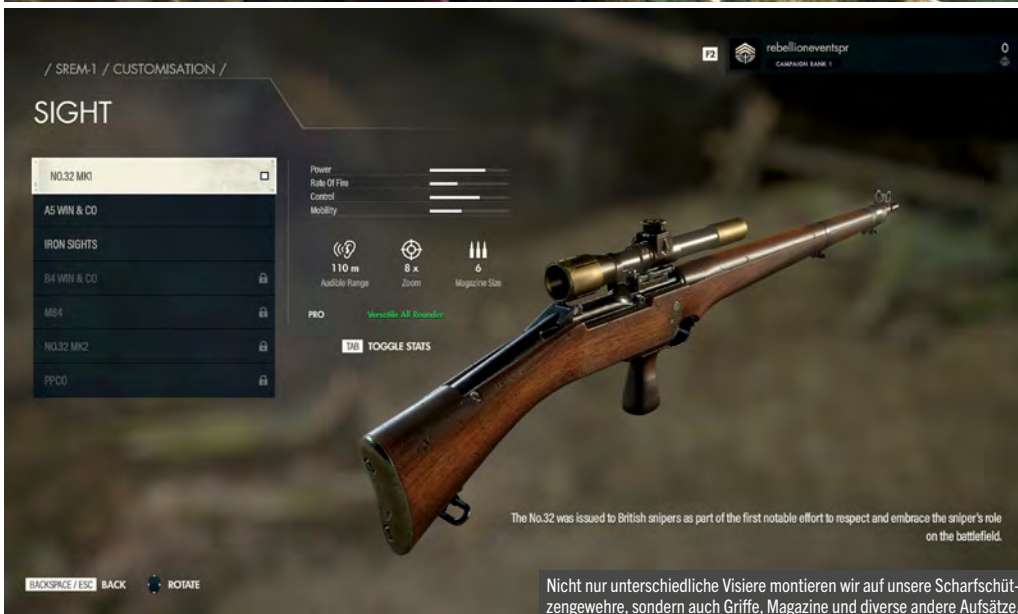 / SREM-1 / CUSTOMISATION /
SIGHT
F2
rebellioneventspr
0
CAMPAIGN RANK 1
NO.32 MK1
A5 WIN & CO
IRON SIGHTS
B4 WIN & CO
M84
NO.32 MK2
PPCO
Power
Rate Of Fire
Control
Mobility
110 m
8 x
6
Audible Range
Zoom
Magazine Size
PRO
Versatile All Rounder
TAB TOGGLE STATS
The No.32 was issued to British snipers as part of the first notable effort to respect and embrace the sniper's role
on the battlefield.
BACKSPACE / ESC BACK
ROTATE
Nicht nur unterschiedliche Visiere montieren wir auf unsere Scharfschüt-
zengewehre, sondern auch Griffe, Magazine und diverse andere Aufsätze.